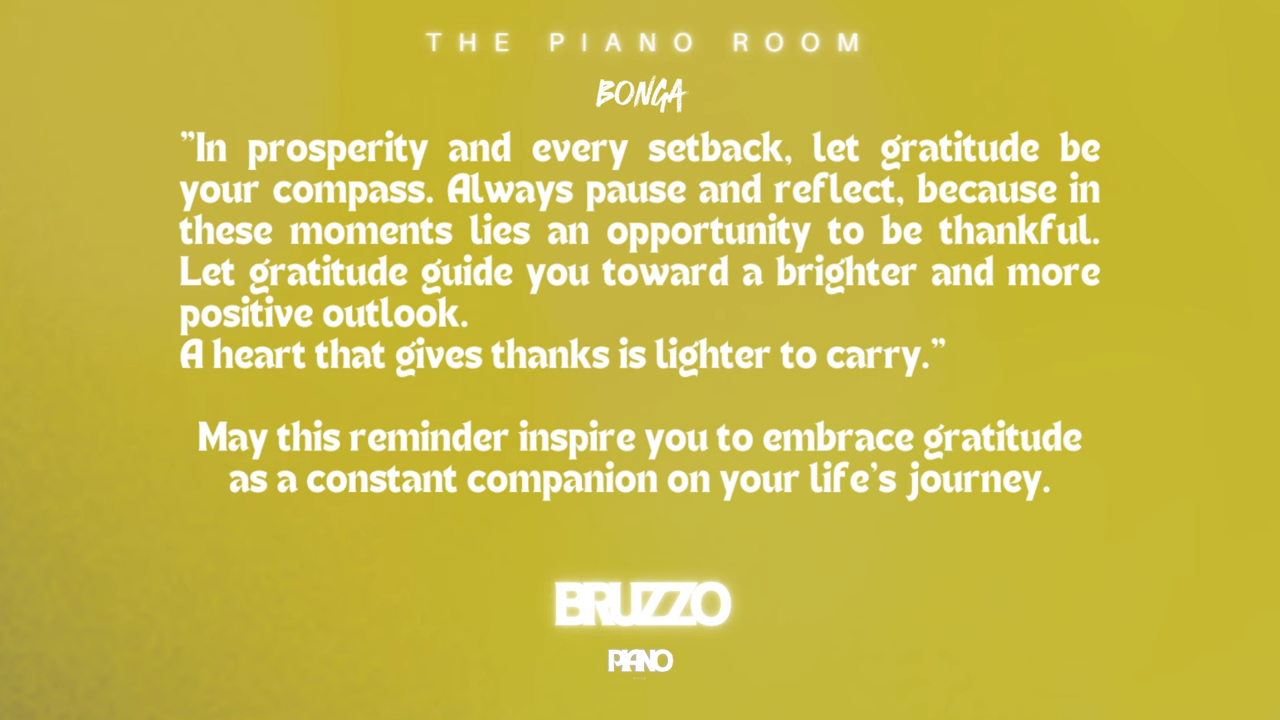 THE PIANO ROOM
BONGA
”In prosperity and every setback, let gratitude be
your compass. Always pause and reflect, because in
these moments lies an opportunity to be thankful.
Let gratitude guide you toward a brighter and more
positive outlook.
A heart that gives thanks is lighter to carry.”
May this reminder inspire you to embrace gratitude
as a constant companion on your life’s journey.
BRUZZO
PIANO